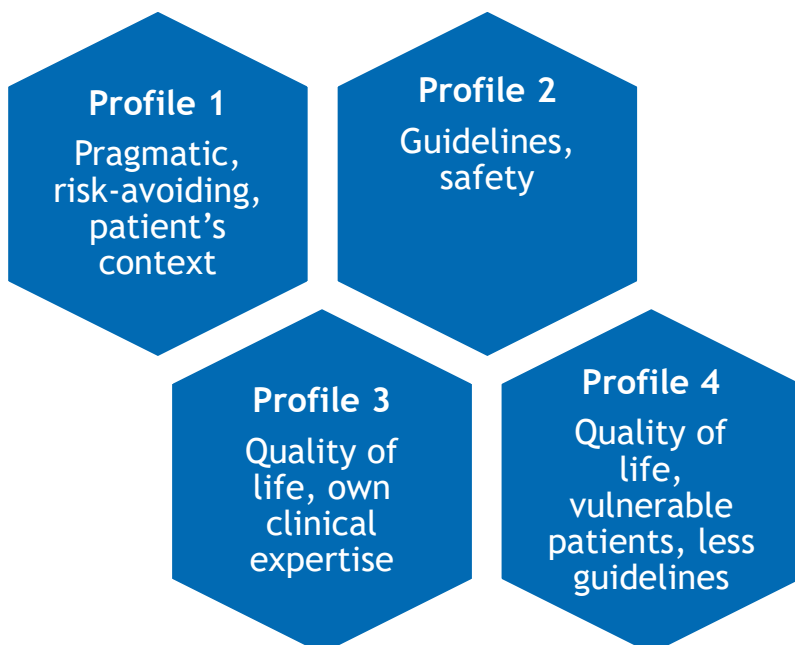 Profile 1
Pragmatic,
risk-avoiding,
patient's
context
Profile 2
Guidelines,
safety
Profile 3
Quality of
life, own
clinical
expertise
Profile 4
Quality of
life,
vulnerable
patients, less
guidelines